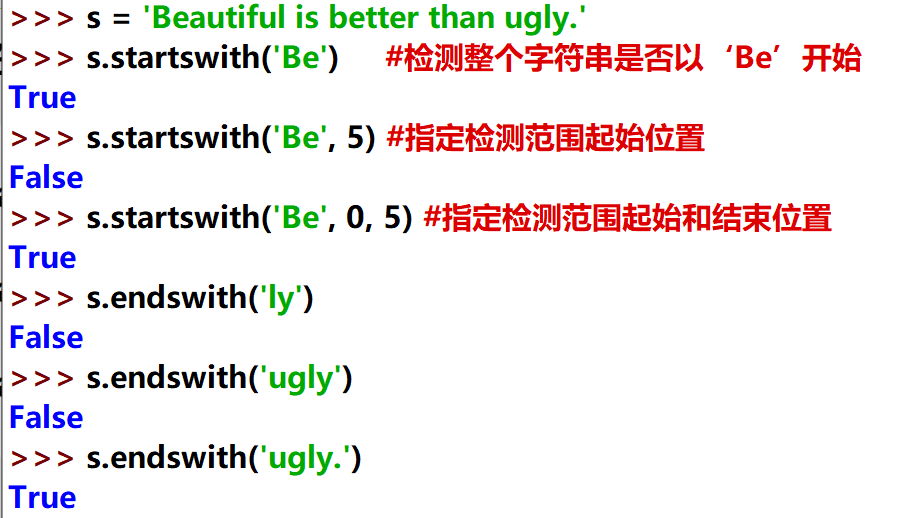 >>> s = 'Beautiful is better than ugly.'
>>> s.startswith('Be') #检测整个字符串是否以‘Be’开始
True
>>> s.startswith('Be', 5) #指定检测范围起始位置
False
>>> s.startswith('Be', 0, 5) #指定检测范围起始和结束位置
True
>>> s.endswith('ly')
False
>>> s.endswith('ugly')
False
>>> s.endswith('ugly.')
True